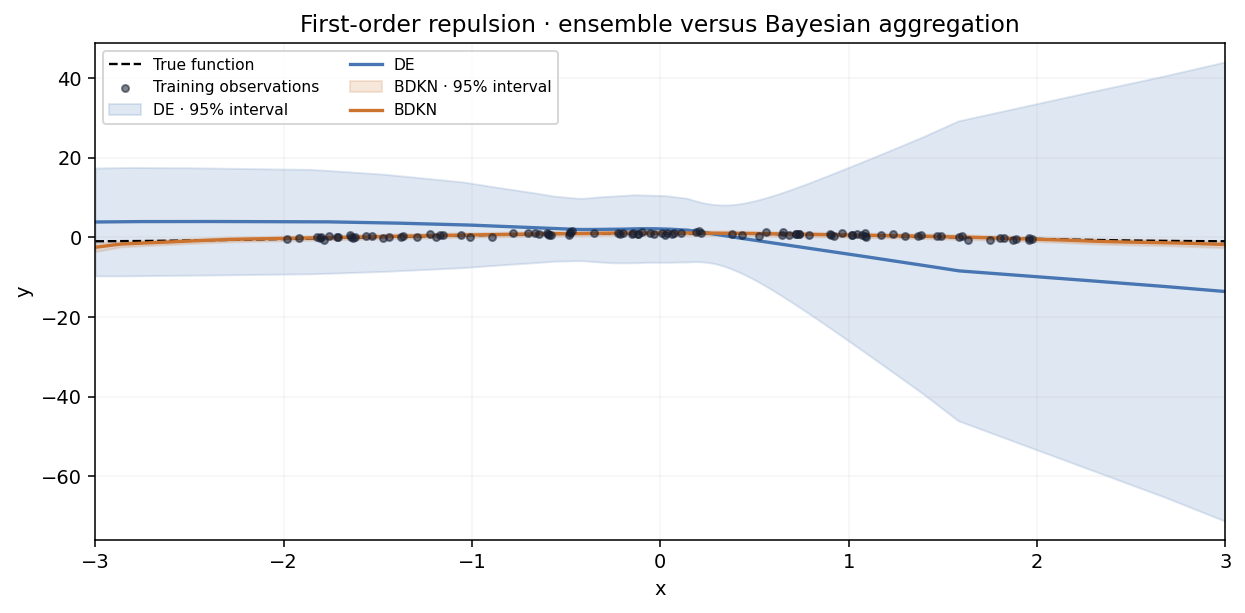 First-order repulsion · ensemble versus Bayesian aggregation
True function
Training observations
DE · 95% interval
DE
BDKN · 95% interval
BDKN
40
20
0
−20
−40
−60
y
−3
−2
−1
0
1
2
3
x